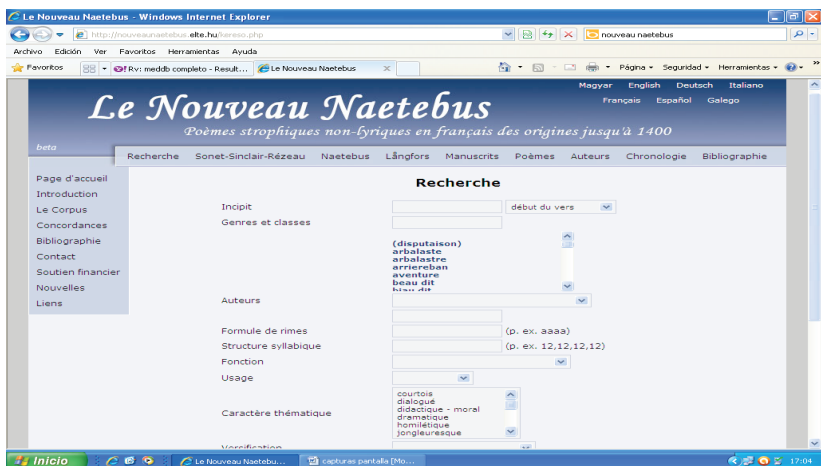 Le Nouveau Naetebus - Windows Internet Explorer
http://nouveaunaetebus.elte.hu/kereso.php
nouveau naetebus
Archivo Edición Ver Favoritos Herramientas Ayuda
Favoritos
Rv: meddb completo - Result...
Le Nouveau Naetebus
Página
Seguridad
Herramientas
Magyar English Deutsch Italiano
Français Español Galego
Le Nouveau Naetebus
Poèmes strophiques non-lyriques en français des origines jusqu'à 1400
beta
Recherche Sonet-Sinclair-Rézeau Naetebus Långfors Manuscrits Poèmes Auteurs Chronologie Bibliographie
Page d'accueil
Introduction
Le Corpus
Concordances
Bibliographie
Contact
Soutien financier
Nouvelles
Liens
Recherche
Incipit
début du vers
Genres et classes
(disputaison)
arbalaste
arbalastre
arriereban
aventure
beau dit
biau dit
Auteurs
Formule de rimes (p. ex. aaaa)
Structure syllabique (p. ex. 12,12,12,12)
Fonction
Usage
Caractère thématique
courtois
dialogué
didactique - moral
dramatique
homilétique
jongleuresque
Versification
Inicio
Le Nouveau Naetebu...
capturas pantalla [Mo...
17:04